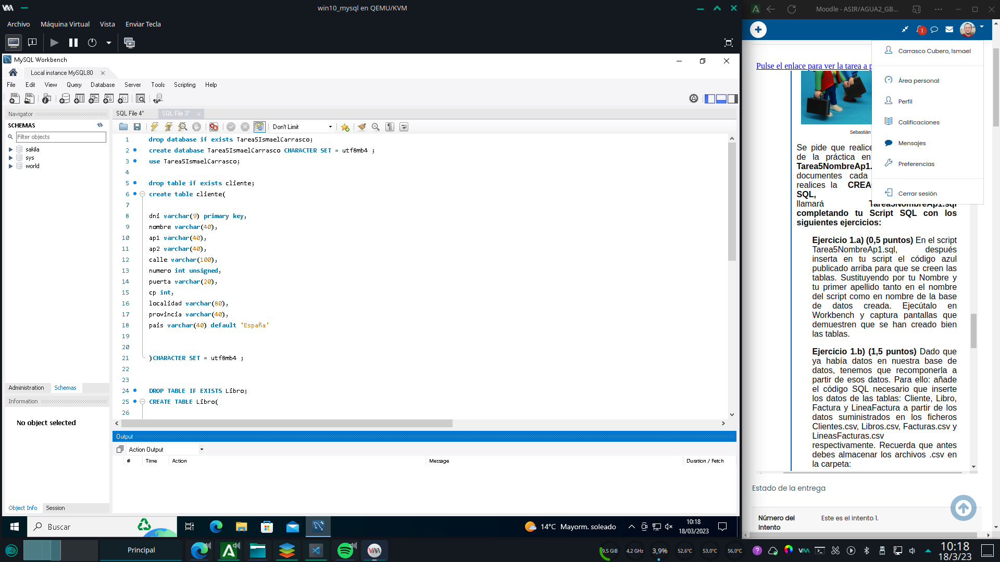 win10_mysql en QEMU/KVM
Archivo Máquina Virtual Vista Enviar Tecla
MySQL Workbench
Local instance MySQL80
File Edit View Query Database Server Tools Scripting Help
Navigator
SCHEMAS
Filter objects
sakila
sys
world
Administration Schemas
Information
No object selected
Object Info Session
SQL File 4* SQL File 3*
Don't Limit
1 drop database if exists Tarea5IsmaelCarrasco;
2 create database Tarea5IsmaelCarrasco CHARACTER SET = utf8mb4 ;
3 use Tarea5IsmaelCarrasco;
4
5 drop table if exists cliente;
6 create table cliente(
7
8 dni varchar(9) primary key,
9 nombre varchar(40),
10 ap1 varchar(40),
11 ap2 varchar(40),
12 calle varchar(100),
13 numero int unsigned,
14 puerta varchar(20),
15 cp int,
16 localidad varchar(80),
17 provincia varchar(40),
18 pais varchar(40) default 'España'
19
20
21 )CHARACTER SET = utf8mb4 ;
22
23
24 DROP TABLE IF EXISTS Libro;
25 CREATE TABLE Libro(
26
Output
Action Output
# Time Action Message Duration / Fetch
Buscar
14°C Mayorm. soleado
10:18
18/03/2023
Moodle - ASIR/AGUA2_GB...
1
Carrasco Cubero, Ismael
Área personal
Perfil
Calificaciones
Mensajes
Preferencias
Cerrar sesión
Pulse el enlace para ver la tarea a p
Sebastián
Se pide que realice
de la práctica en
Tarea5NombreAp1.
documentes cada
realices la CREA
SQL,
llamará Tarea5NombreAp1.sql
completando tu Script SQL con los
siguientes ejercicios:
Ejercicio 1.a) (0,5 puntos) En el script
Tarea5NombreAp1.sql, después
inserta en tu script el código azul
publicado arriba para que se creen las
tablas. Sustituyendo por tu Nombre y
tu primer apellido tanto en el nombre
del script como en nombre de la base
de datos creada. Ejecútalo en
Workbench y captura pantallas que
demuestren que se han creado bien
las tablas.
Ejercicio 1.b) (1,5 puntos) Dado que
ya había datos en nuestra base de
datos, tenemos que recomponerla a
partir de esos datos. Para ello: añade
el código SQL necesario que inserte
los datos de las tablas: Cliente, Libro,
Factura y LineaFactura a partir de los
datos suministrados en los ficheros
Clientes.csv, Libros.csv, Facturas.csv y
LineasFacturas.csv
respectivamente. Recuerda que antes
debes almacenar los archivos .csv en
la carpeta:
Estado de la entrega
Número del
Intento
Este es el intento 1.
Principal
9,5 GiB 4,2 GHz 3,9% 52,6°C 53,0°C 56,0°C
10:18
18/3/23